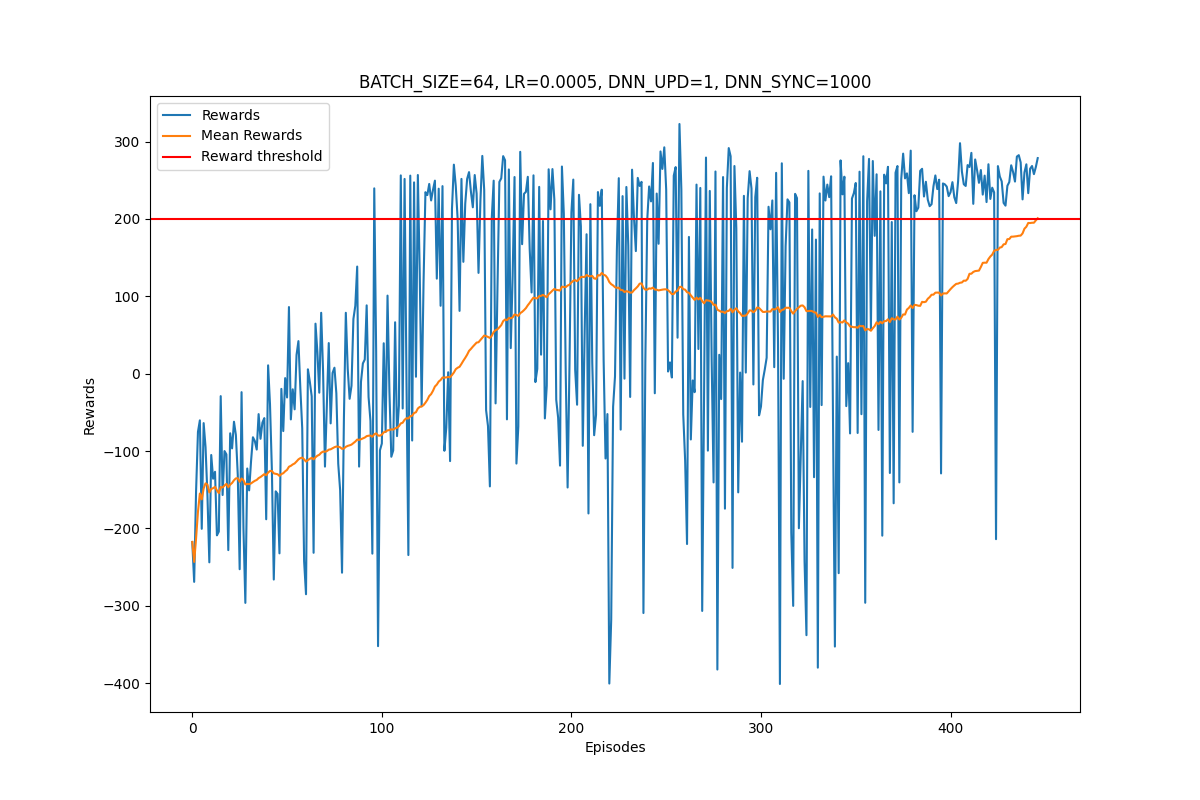 BATCH_SIZE=64, LR=0.0005, DNN_UPD=1, DNN_SYNC=1000
Rewards
Mean Rewards
Reward threshold
300
200
100
0
−100
−200
−300
−400
Rewards
0
100
200
300
400
Episodes